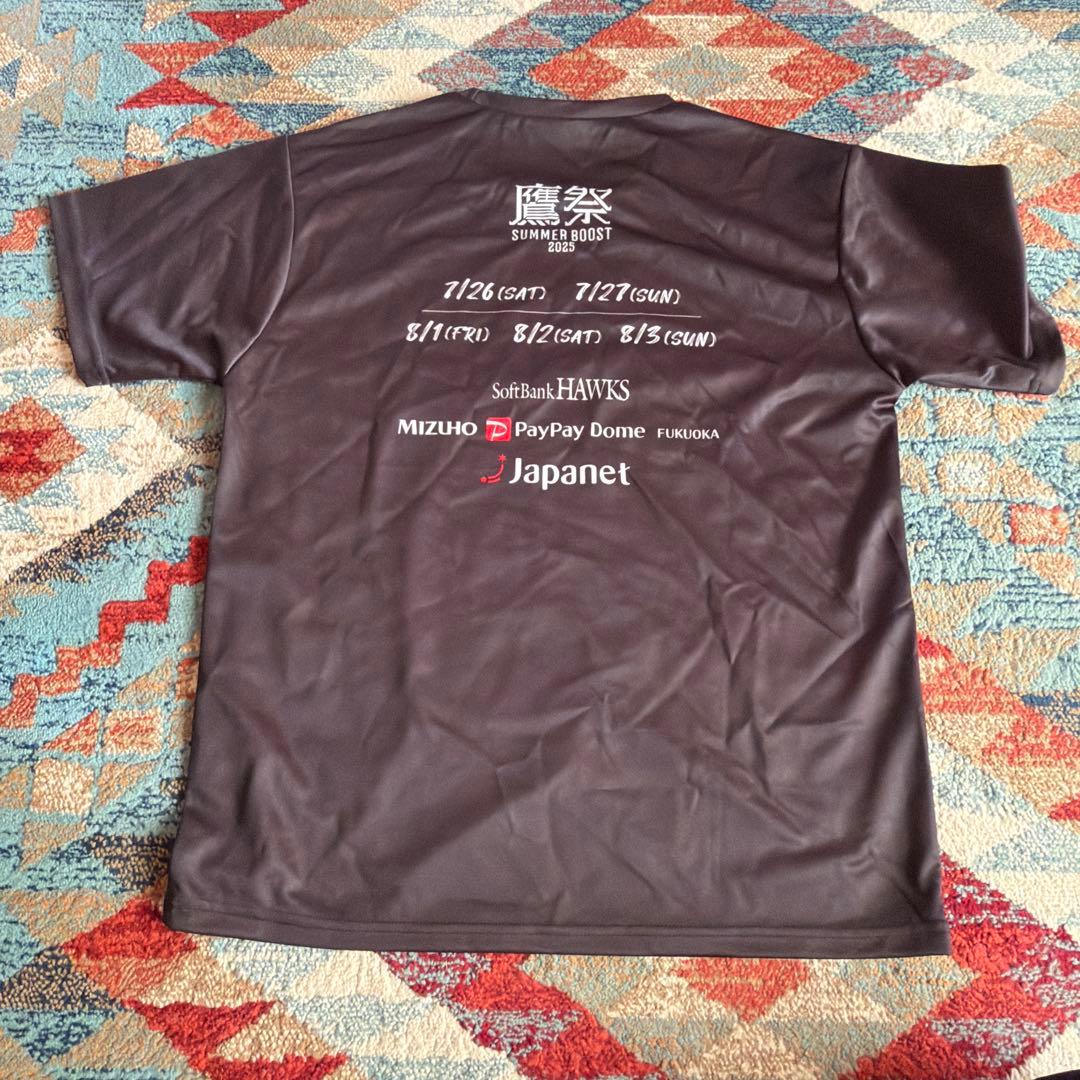 鷹祭
SUMMER BOOST
2025
7/26(SAT) 7/27(SUN)
8/1(FRI) 8/2(SAT) 8/3(SUN)
SoftBank HAWKS
MIZUHO P PayPay Dome FUKUOKA
Japanet